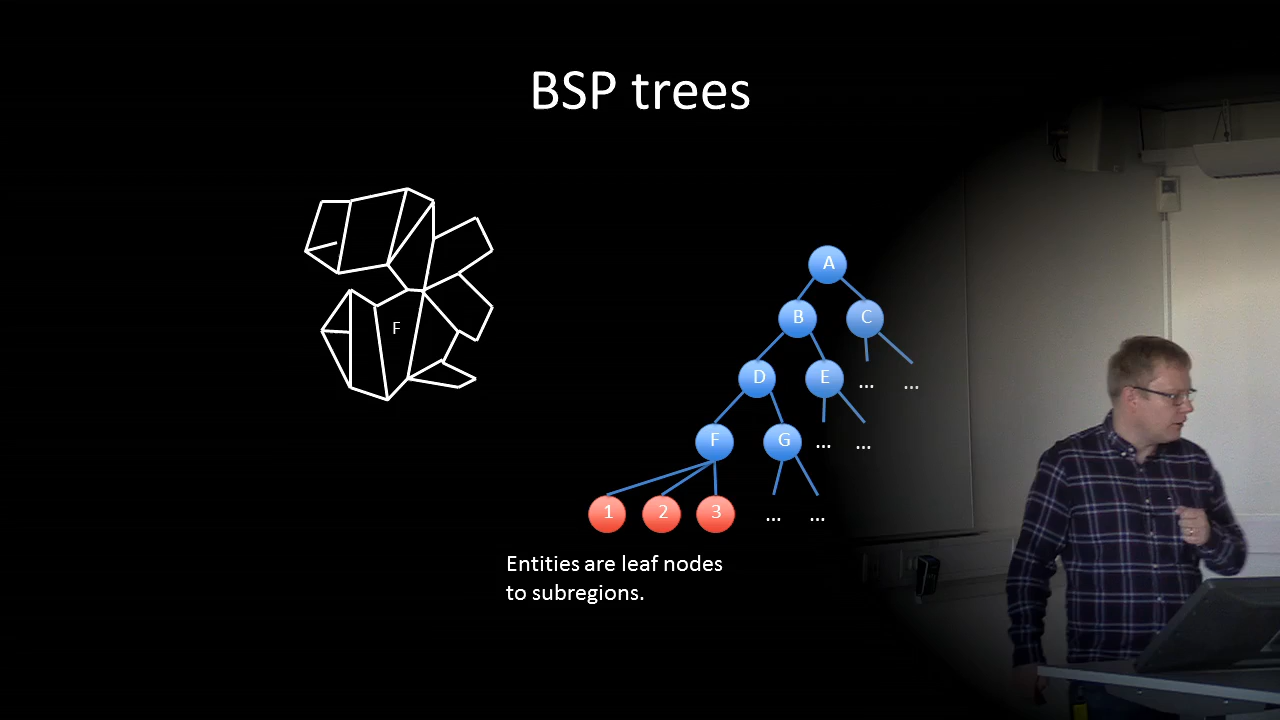 BSP trees
F
A
B C
D E ... ...
F G ... ...
1 2 3 ... ...
Entities are leaf nodes
to subregions.